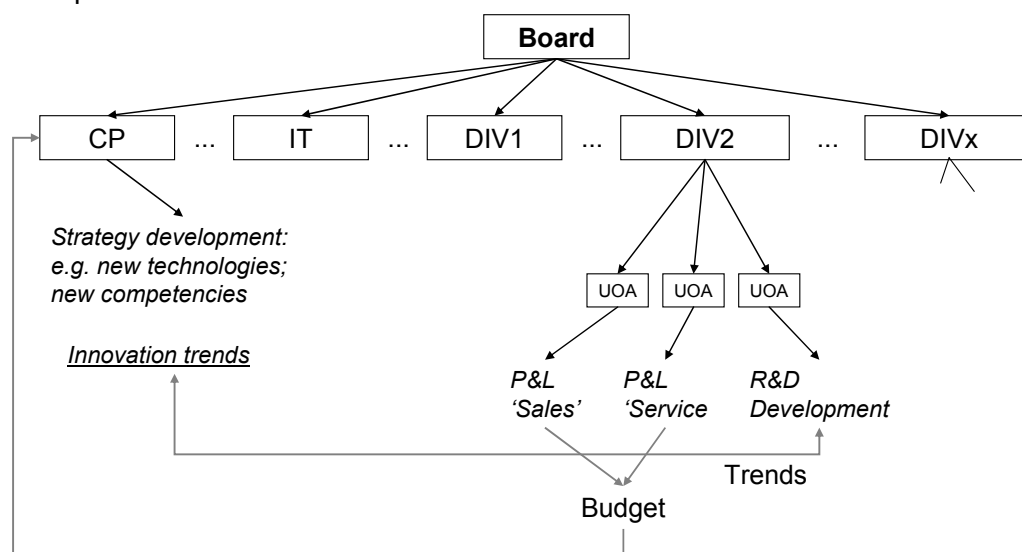 Board
CP ... IT ... DIV1 ... DIV2 ... DIVx
Strategy development:
e.g. new technologies;
new competencies
UOA UOA UOA
Innovation trends
P&L
‘Sales’
P&L
‘Service
R&D
Development
Trends
Budget